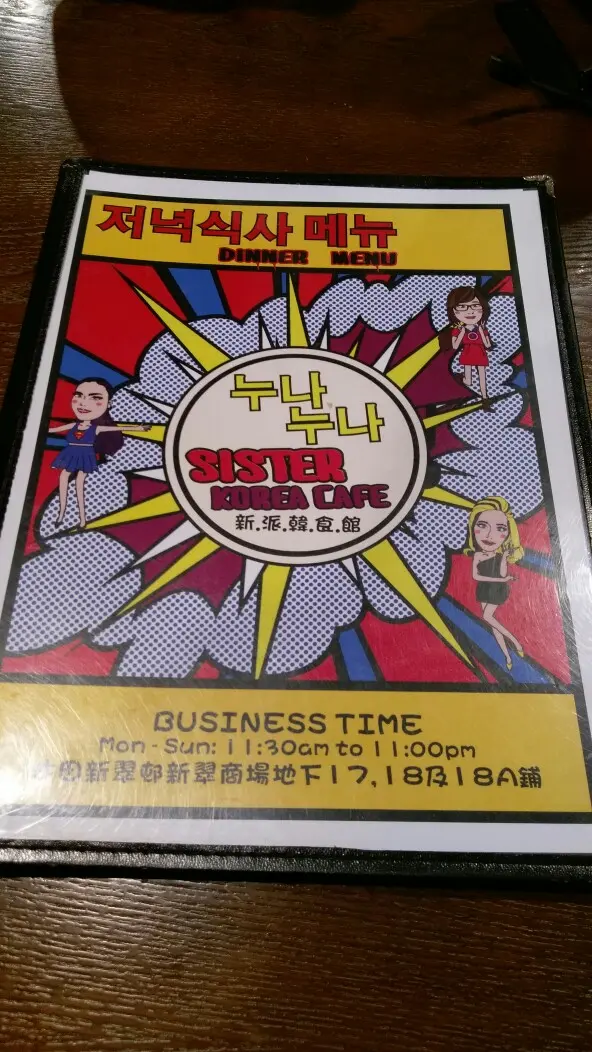 저녁식사 메뉴
DINNER MENU
누나
누나
SISTER
KOREA CAFE
新.派.韓.食.館
BUSINESS TIME
Mon - Sun: 11:30am to 11:00pm
田新翠邨新翠商場地下17,18及18A鋪